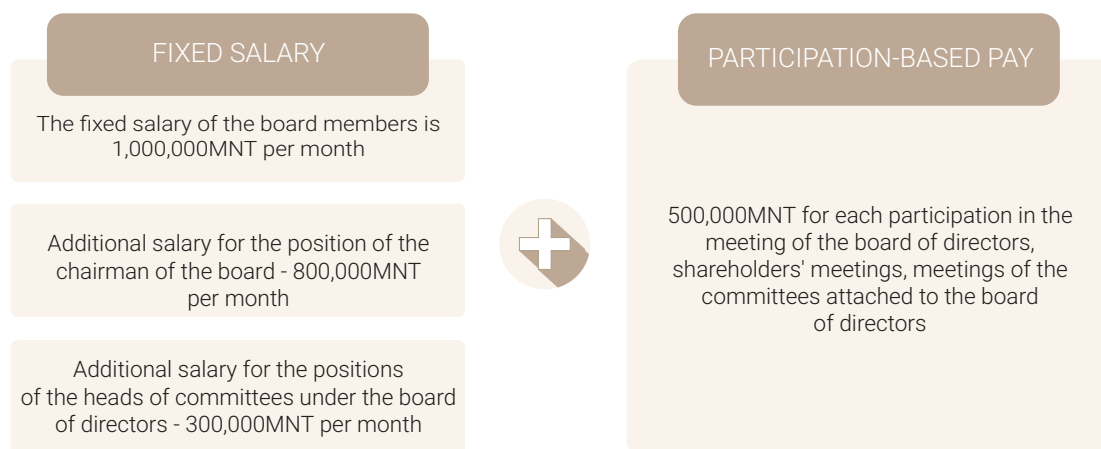 FIXED SALARY
The fixed salary of the board members is
1,000,000MNT per month
Additional salary for the position of the
chairman of the board - 800,000MNT
per month
Additional salary for the positions
of the heads of committees under the board
of directors - 300,000MNT per month
PARTICIPATION-BASED PAY
500,000MNT for each participation in the
meeting of the board of directors,
shareholders' meetings, meetings of the
committees attached to the board
of directors